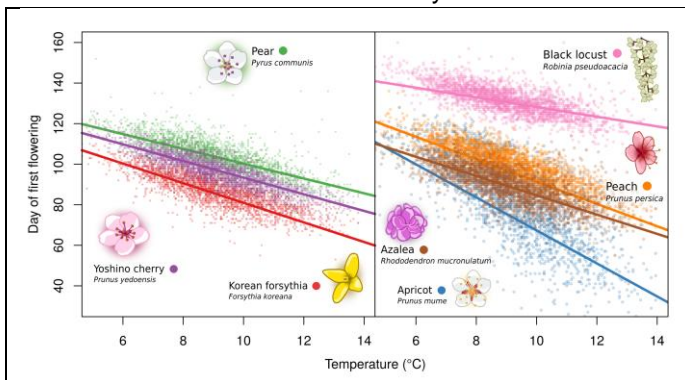 Day of first flowering
160
140
120
100
80
60
40
Pear
Pyrus communis
Yoshino cherry
Prunus yedoensis
Korean forsythia
Forsythia koreana
Black locust
Robinia pseudoacacia
Peach
Prunus persica
Azalea
Rhododendron mucronulatum
Apricot
Prunus mume
6 8 10 12 14 6 8 10 12 14
Temperature (°C)